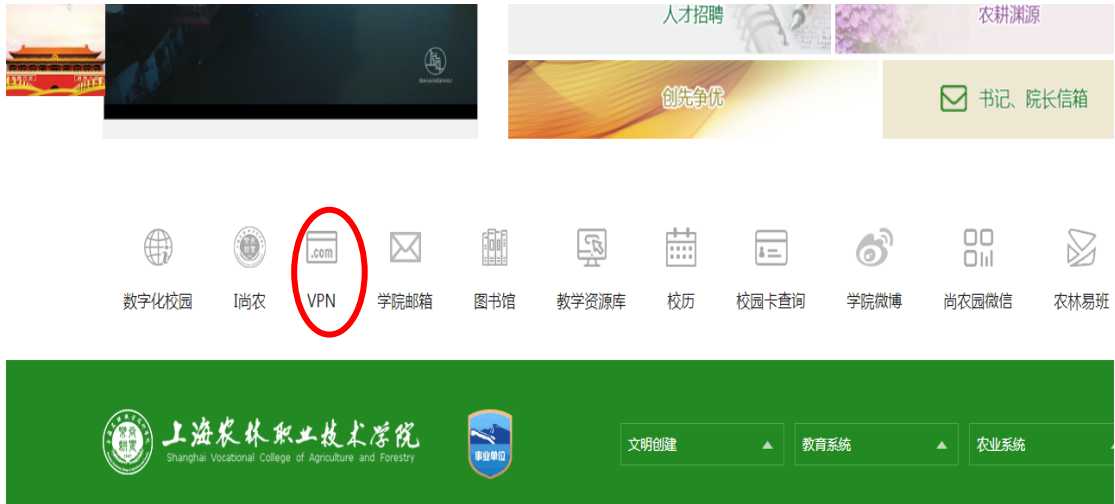 人才招聘
农耕渊源
SHANGHAI
创先争优
书记、院长信箱
.com
数字化校园
I尚农
VPN
学院邮箱
图书馆
教学资源库
校历
校园卡查询
学院微博
尚农园微信
农林易班
上海农林职业技术学院
Shanghai Vocational College of Agriculture and Forestry
事业单位
文明创建
教育系统
农业系统